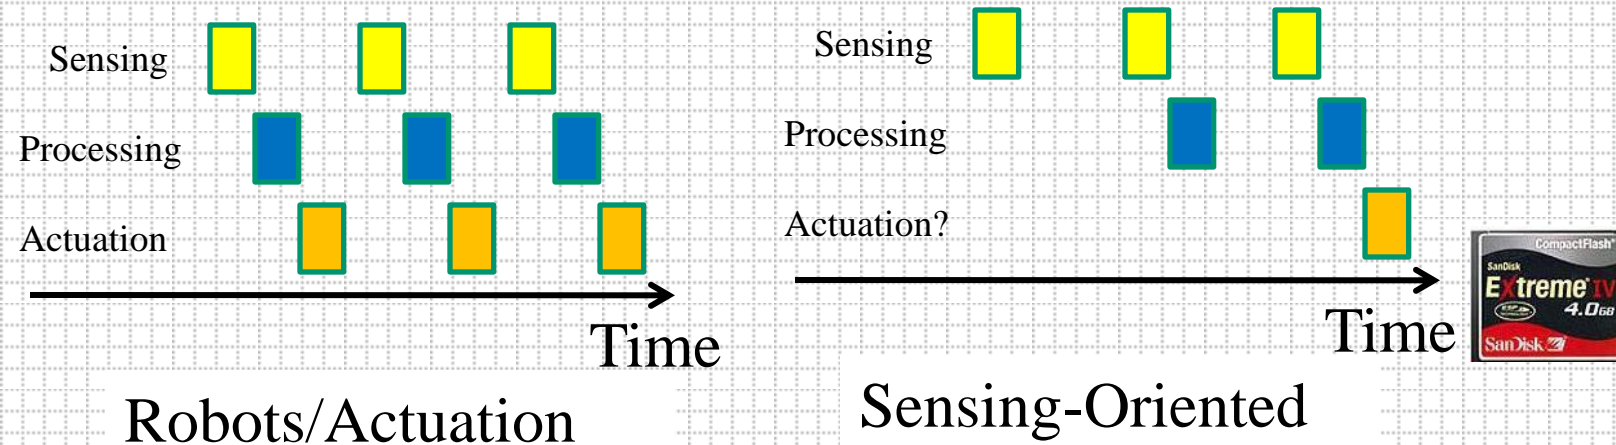 Sensing
Processing
Actuation
Time
Robots/Actuation
Sensing
Processing
Actuation?
Time
Sensing-Oriented
CompactFlash
SanDisk
Extreme IV
4.0GB
SanDisk